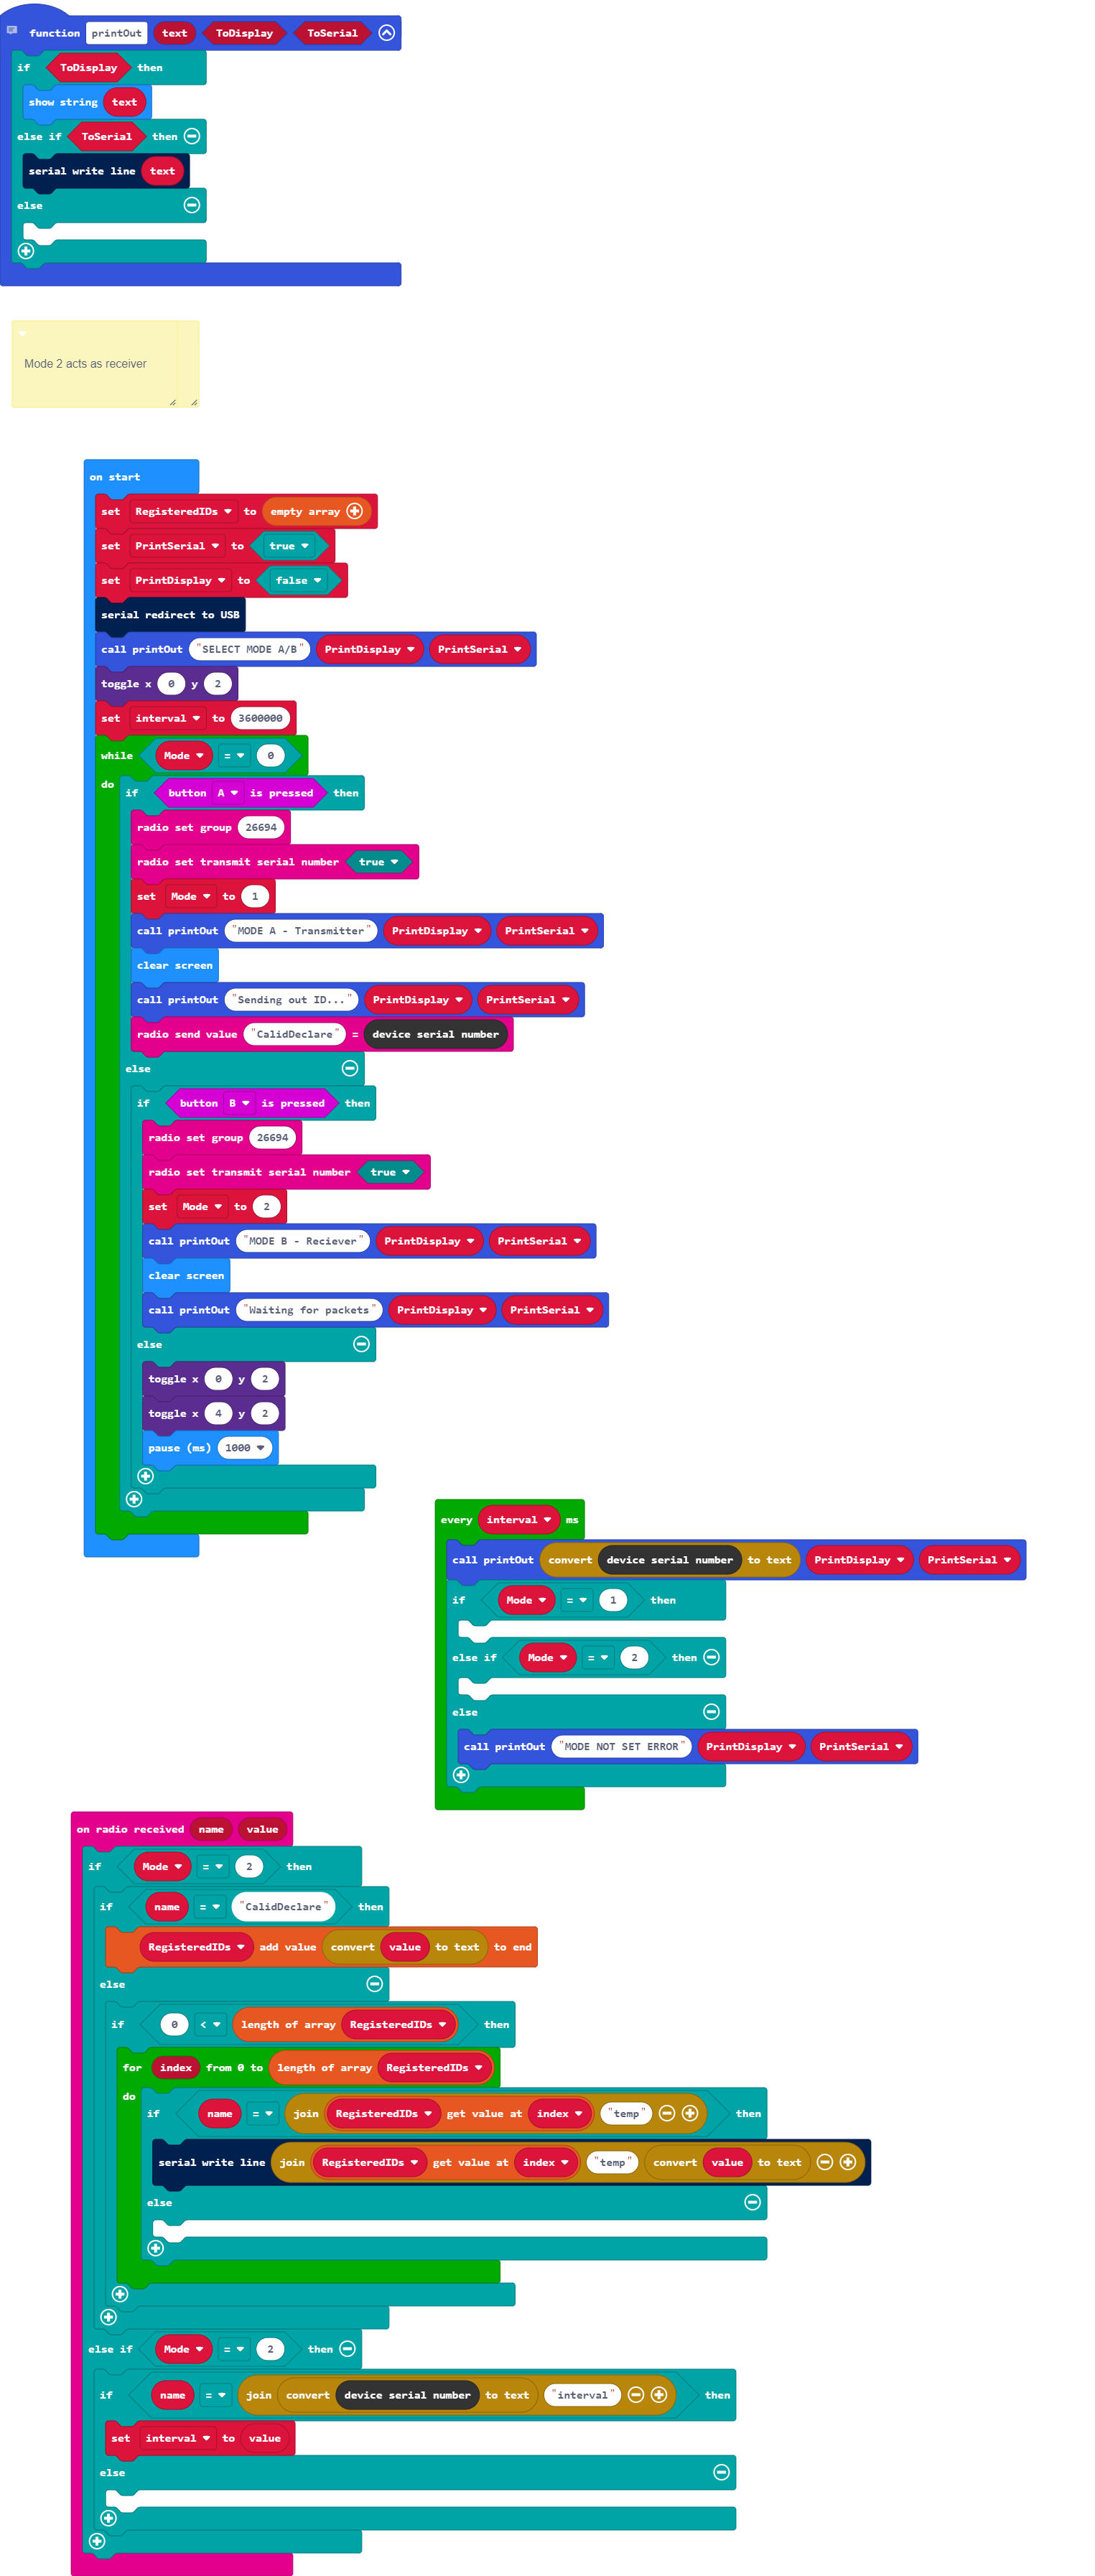 function printOut text ToDisplay ToSerial
if ToDisplay then
show string text
else if ToSerial then
serial write line text
else
Mode 2 acts as receiver
on start
set RegisteredIDs to empty array
set PrintSerial to true
set PrintDisplay to false
serial redirect to USB
call printOut "SELECT MODE A/B" PrintDisplay PrintSerial
toggle x 0 y 2
set interval to 3600000
while Mode = 0
do
if button A is pressed then
radio set group 26694
radio set transmit serial number true
set Mode to 1
call printOut "MODE A - Transmitter" PrintDisplay PrintSerial
clear screen
call printOut "Sending out ID..." PrintDisplay PrintSerial
radio send value "CalidDeclare" = device serial number
else
if button B is pressed then
radio set group 26694
radio set transmit serial number true
set Mode to 2
call printOut "MODE B - Reciever" PrintDisplay PrintSerial
clear screen
call printOut "Waiting for packets" PrintDisplay PrintSerial
else
toggle x 0 y 2
toggle x 4 y 2
pause (ms) 1000
every interval ms
call printOut convert device serial number to text PrintDisplay PrintSerial
if Mode = 1 then
else if Mode = 2 then
else
call printOut "MODE NOT SET ERROR" PrintDisplay PrintSerial
on radio received name value
if Mode = 2 then
if name = "CalidDeclare" then
RegisteredIDs add value convert value to text to end
else
if 0 < length of array RegisteredIDs then
for index from 0 to length of array RegisteredIDs
do
if name = join RegisteredIDs get value at index "temp" then
serial write line join RegisteredIDs get value at index "temp" convert value to text
else
else if Mode = 2 then
if name = join convert device serial number to text "interval" then
set interval to value
else